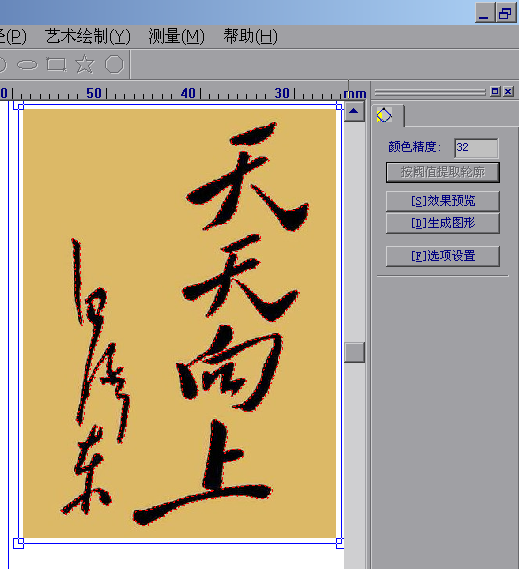 径(P) 艺术绘制(Y) 测量(M) 帮助(H)
50 40 30 mm
颜色精度: 32
按阈值提取轮廓
[S]效果预览
[D]生成图形
[F]选项设置
天天向上
毛泽东